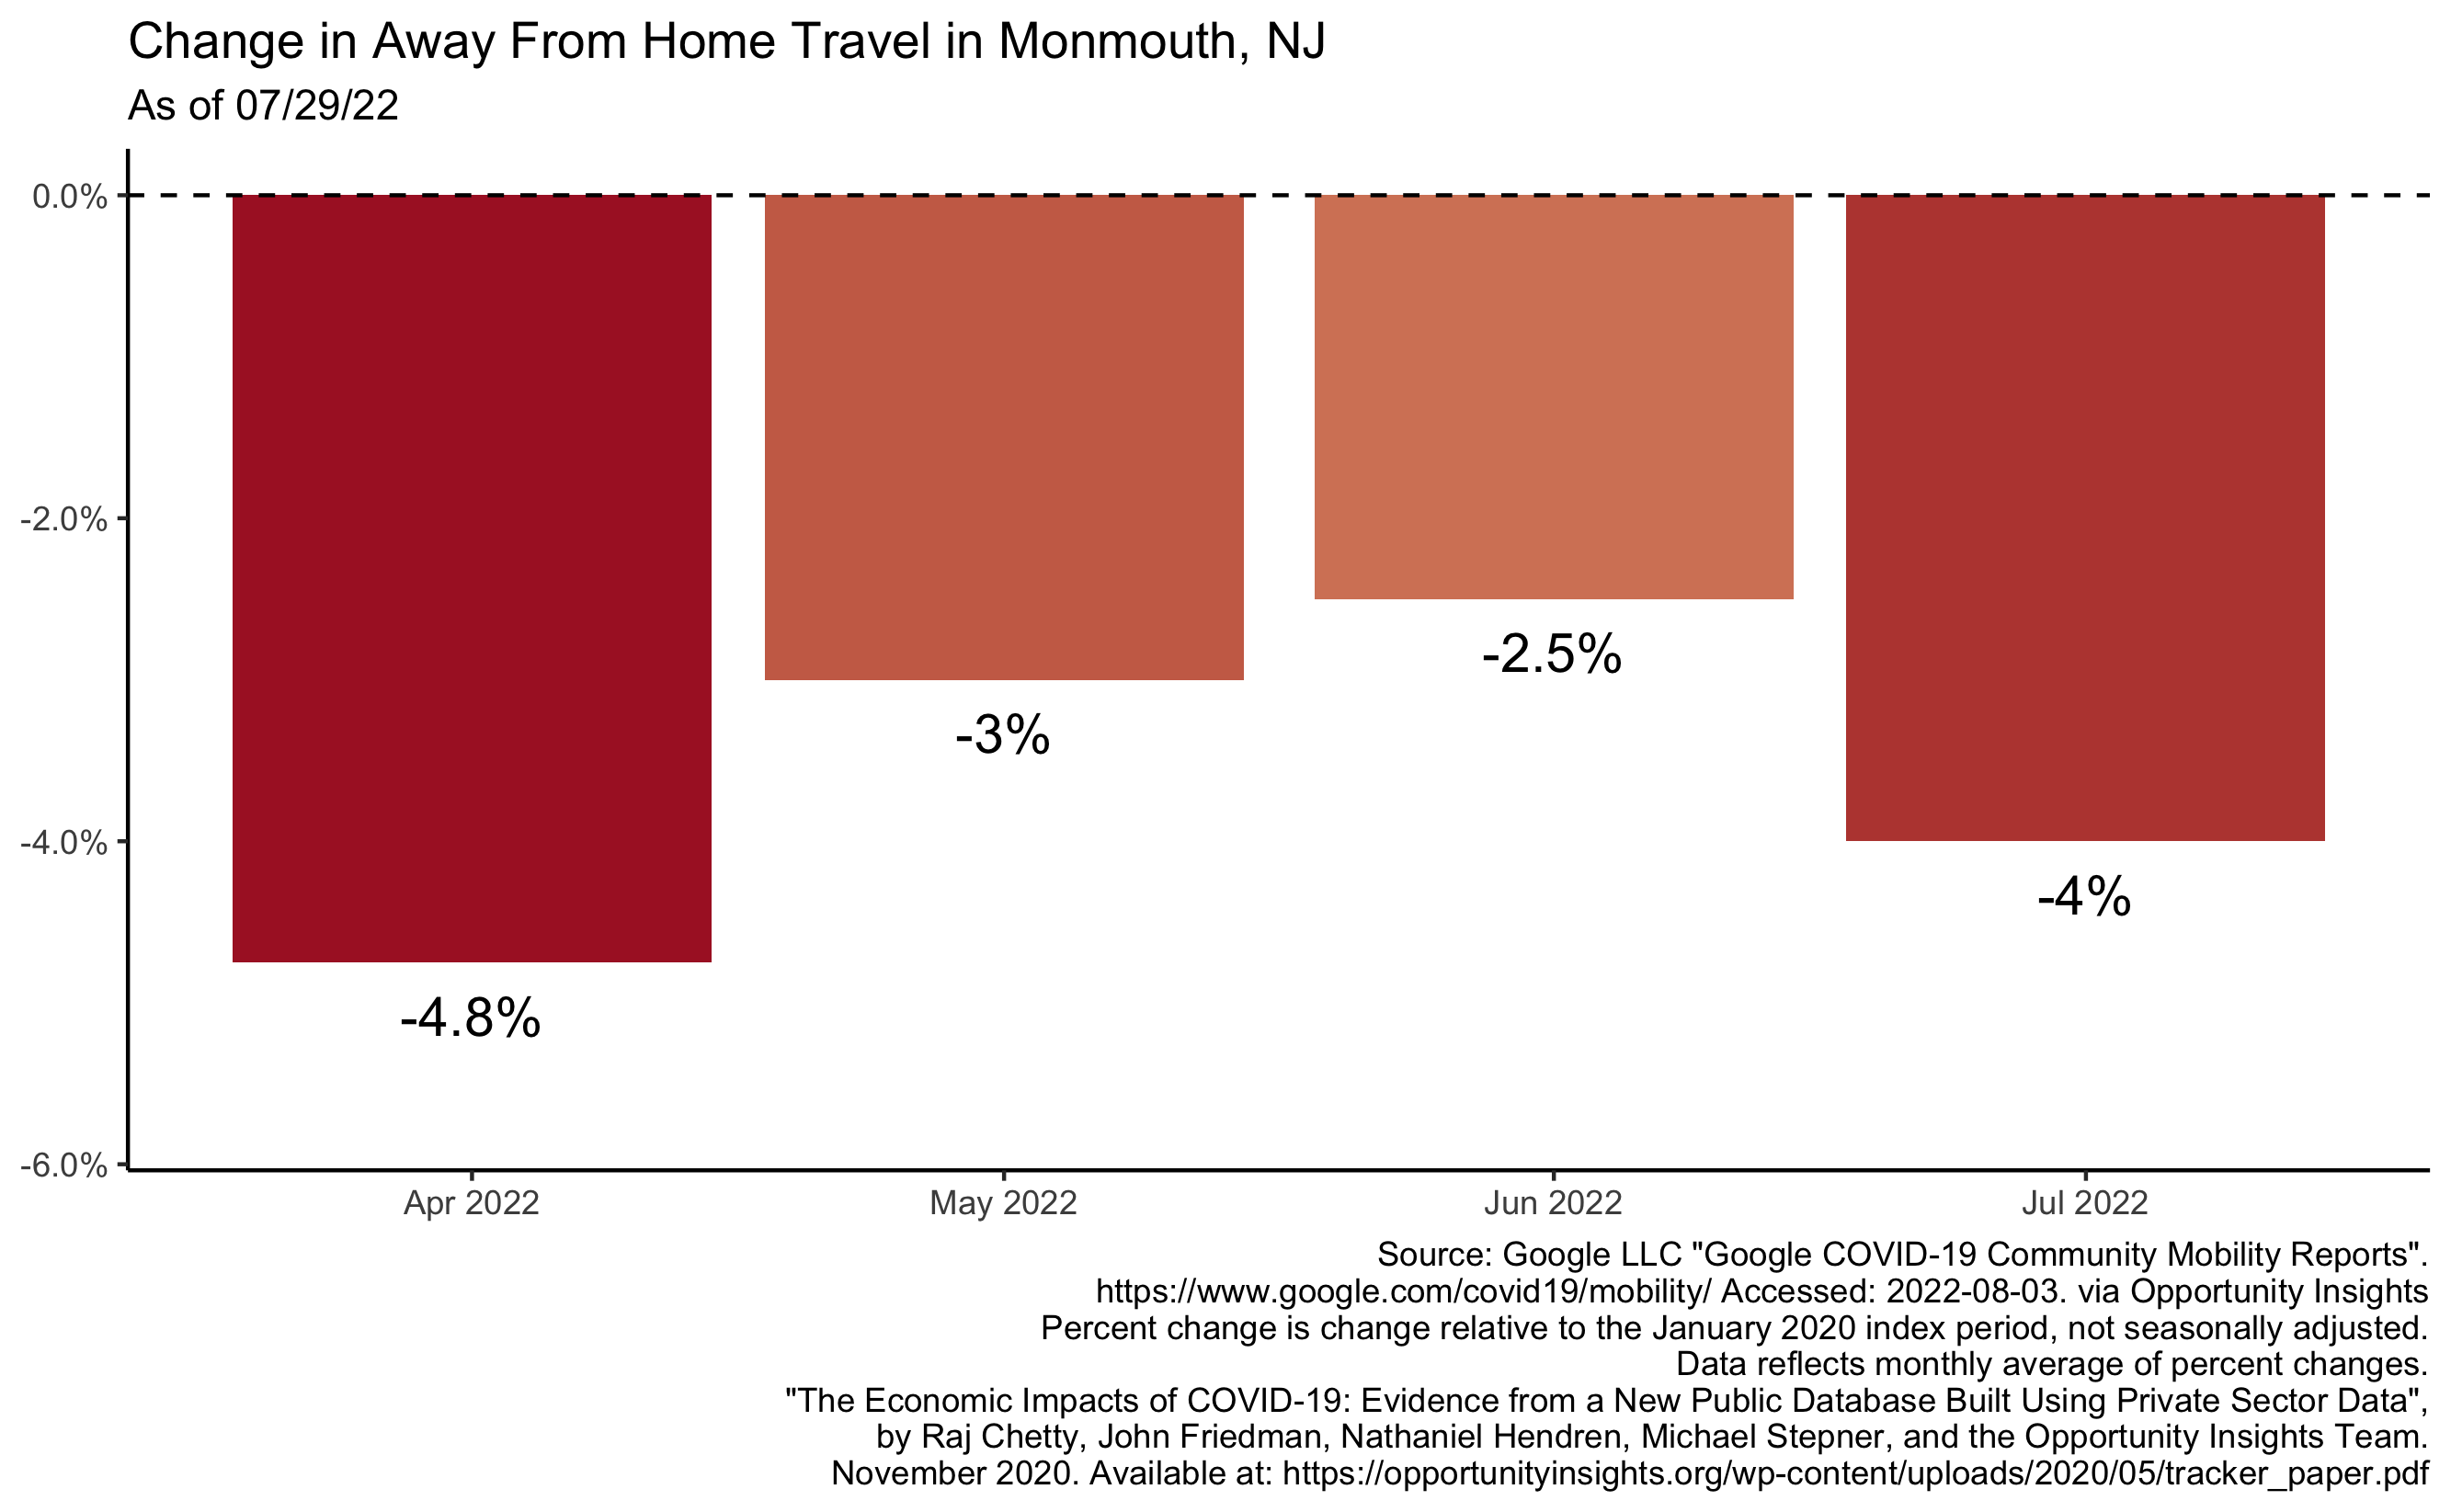 Change in Away From Home Travel in Monmouth, NJ
As of 07/29/22
0.0%
-2.0%
-4.0%
-6.0%
-4.8%
-3%
-2.5%
-4%
Apr 2022
May 2022
Jun 2022
Jul 2022
Source: Google LLC "Google COVID-19 Community Mobility Reports".
https://www.google.com/covid19/mobility/ Accessed: 2022-08-03. via Opportunity Insights
Percent change is change relative to the January 2020 index period, not seasonally adjusted.
Data reflects monthly average of percent changes.
"The Economic Impacts of COVID-19: Evidence from a New Public Database Built Using Private Sector Data",
by Raj Chetty, John Friedman, Nathaniel Hendren, Michael Stepner, and the Opportunity Insights Team.
November 2020. Available at: https://opportunityinsights.org/wp-content/uploads/2020/05/tracker_paper.pdf